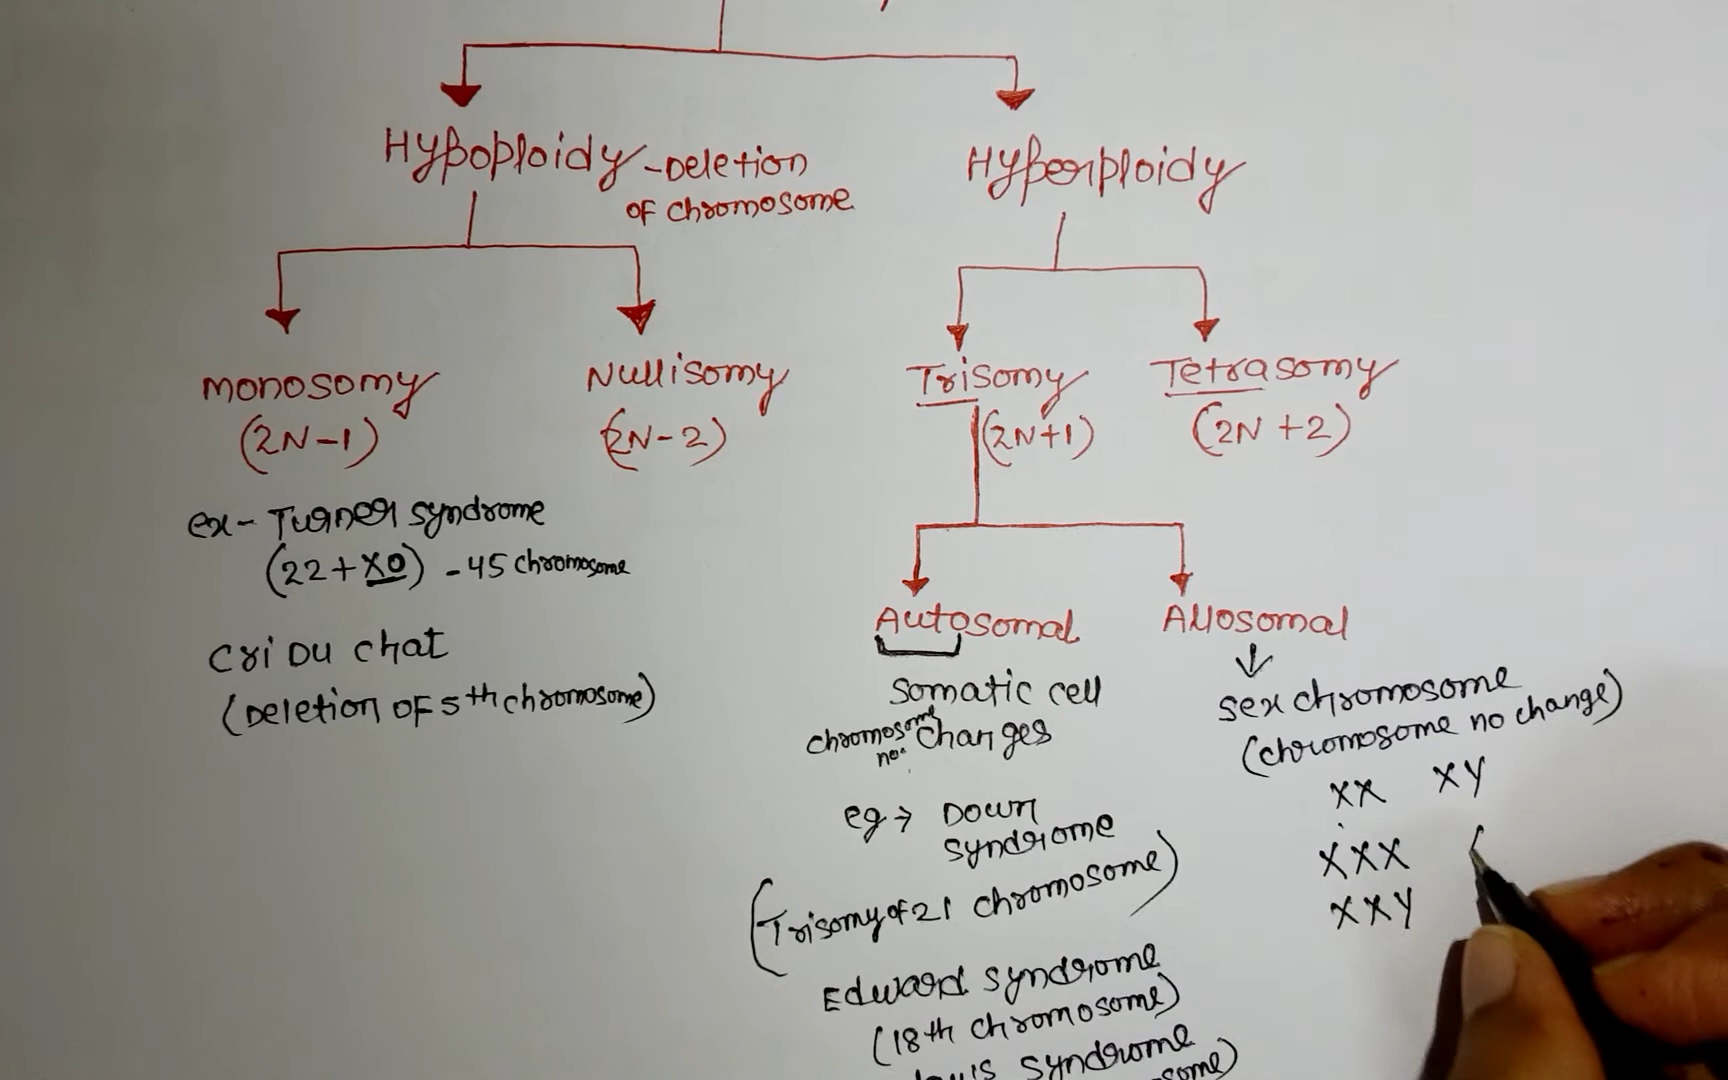 Hypoploidy - Deletion
of chromosome
Hyperploidy
Monosomy
(2N-1)
Nullisomy
(2N-2)
Trisomy
(2N+1)
Tetrasomy
(2N+2)
ex- Turner syndrome
(22+XO) - 45 chromosome
Cri Du chat
(Deletion of 5th chromosome)
Autosomal
Somatic cell
chromosome no. changes
eg → Down
syndrome
(Trisomy of 21 chromosome)
Edward syndrome
(18th chromosome)
syndrome
Allosomal
↓
sex chromosome
(chromosome no change)
XX XY
XXX (
XXY